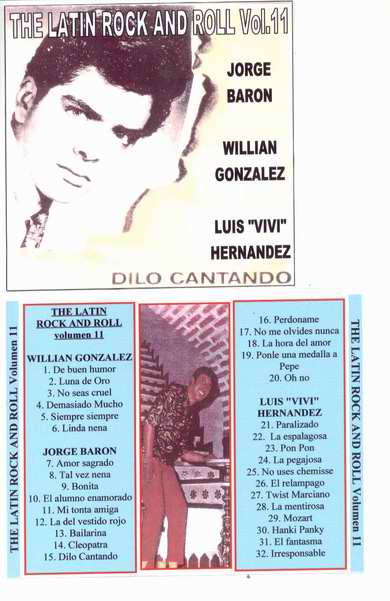 THE LATIN ROCK AND ROLL Vol.11
JORGE
BARON
WILLIAN
GONZALEZ
LUIS "VIVI"
HERNANDEZ
DILO CANTANDO
THE LATIN ROCK AND ROLL Volumen 11
THE LATIN
ROCK AND ROLL
volumen 11
WILLIAN GONZALEZ
1. De buen humor
2. Luna de Oro
3. No seas cruel
4. Demasiado Mucho
5. Siempre siempre
6. Linda nena
JORGE BARON
7. Amor sagrado
8. Tal vez nena
9. Bonita
10. El alumno enamorado
11. Mi tonta amiga
12. La del vestido rojo
13. Bailarina
14. Cleopatra
15. Dilo Cantando
16. Perdoname
17. No me olvides nunca
18. La hora del amor
19. Ponle una medalla a
Pepe
20. Oh no
LUIS "VIVI"
HERNANDEZ
21. Paralizado
22. La espalagosa
23. Pon Pon
24. La pegajosa
25. No uses chemisse
26. El relampago
27. Twist Marciano
28. La mentirosa
29. Mozart
30. Hanki Panky
31. El fantasma
32. Irresponsable
THE LATIN ROCK AND ROLL Volumen 11